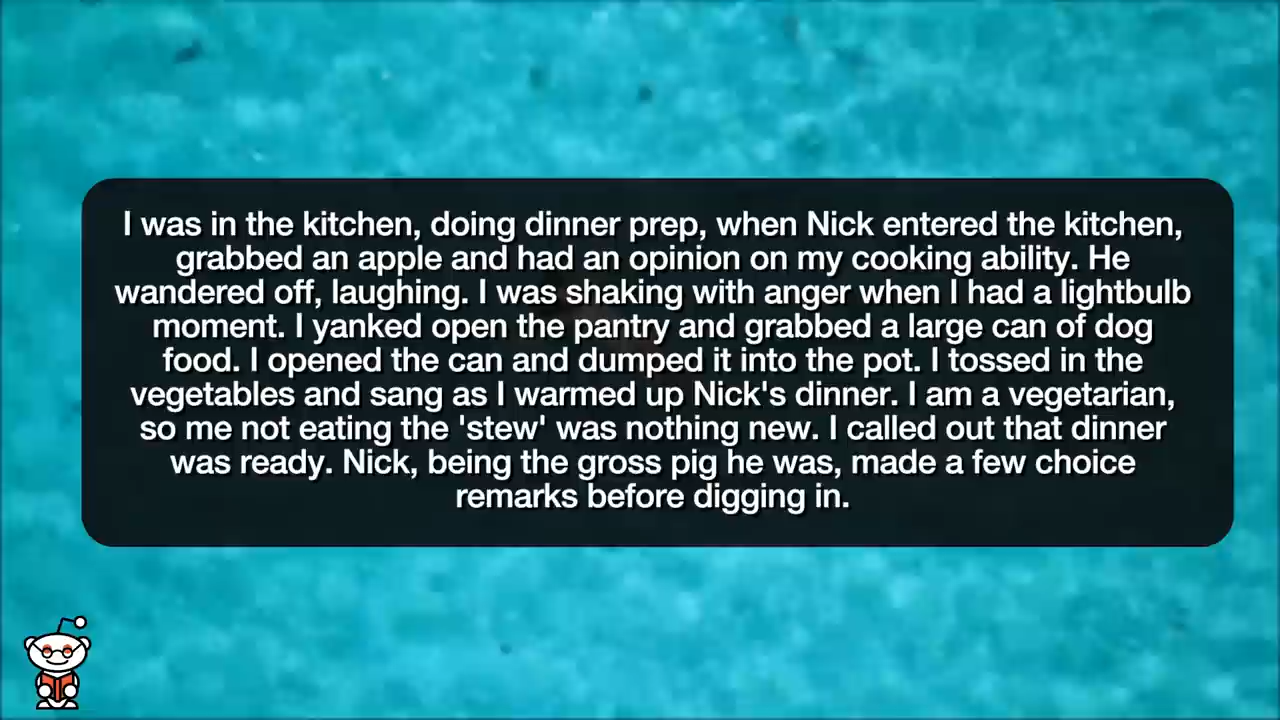 I was in the kitchen, doing dinner prep, when Nick entered the kitchen,
grabbed an apple and had an opinion on my cooking ability. He
wandered off, laughing. I was shaking with anger when I had a lightbulb
moment. I yanked open the pantry and grabbed a large can of dog
food. I opened the can and dumped it into the pot. I tossed in the
vegetables and sang as I warmed up Nick's dinner. I am a vegetarian,
so me not eating the 'stew' was nothing new. I called out that dinner
was ready. Nick, being the gross pig he was, made a few choice
remarks before digging in.